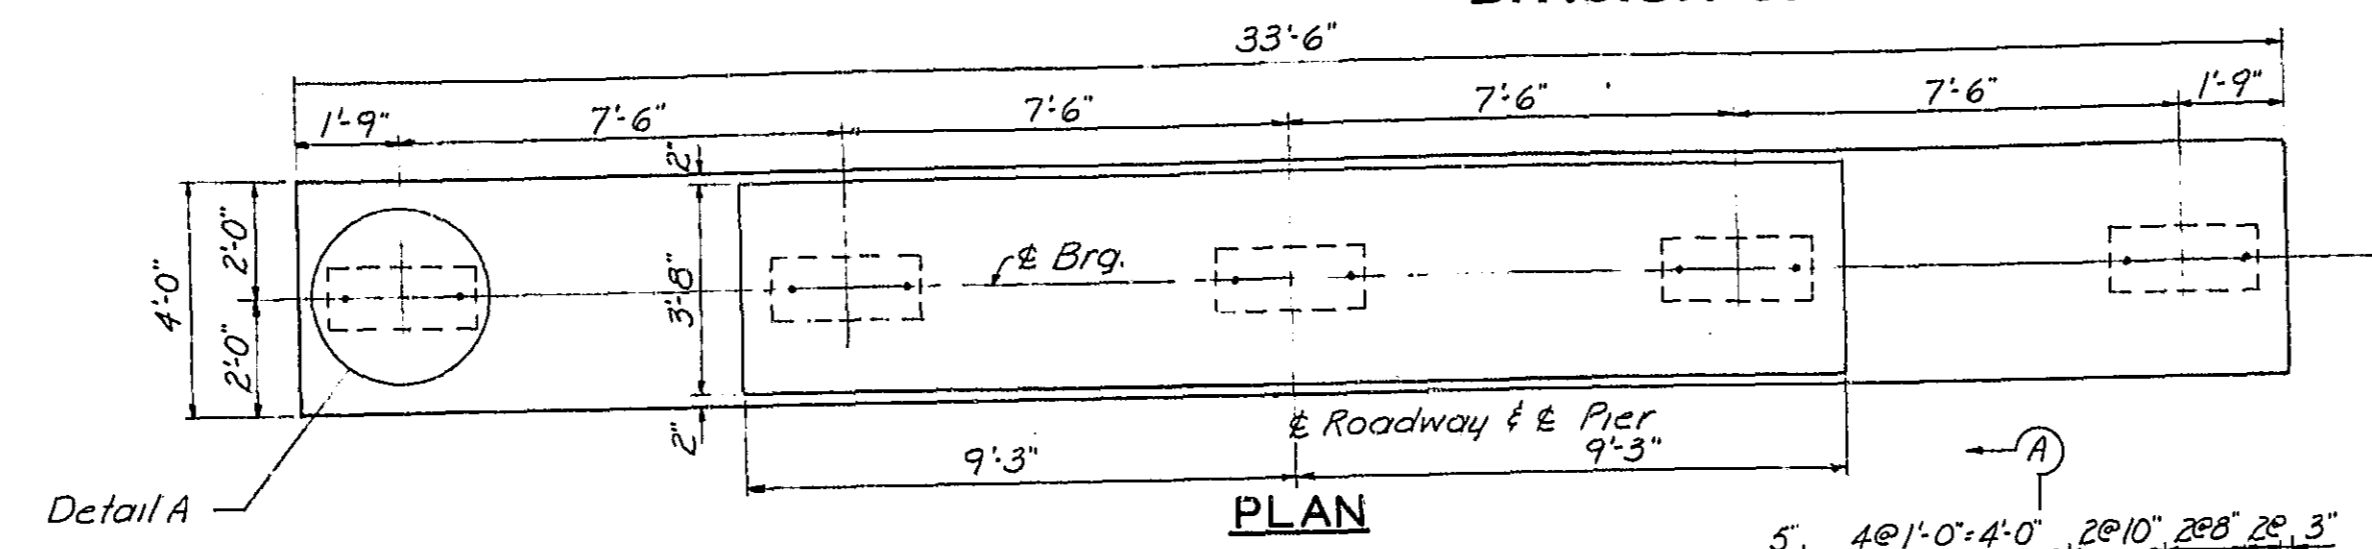 33'-6"
1'-9" 7'-6" 7'-6" 7'-6" 7'-6" 1'-9"
2"
4'-0" 2'-0" 3'-8" ℄ Brg.
2'-0"
2"
℄ Roadway & ℄ Pier
9'-3" 9'-3"
A
Detail A
PLAN
5" 4@1'-0"=4'-0" 2@10" 2@8" 2@ 3"